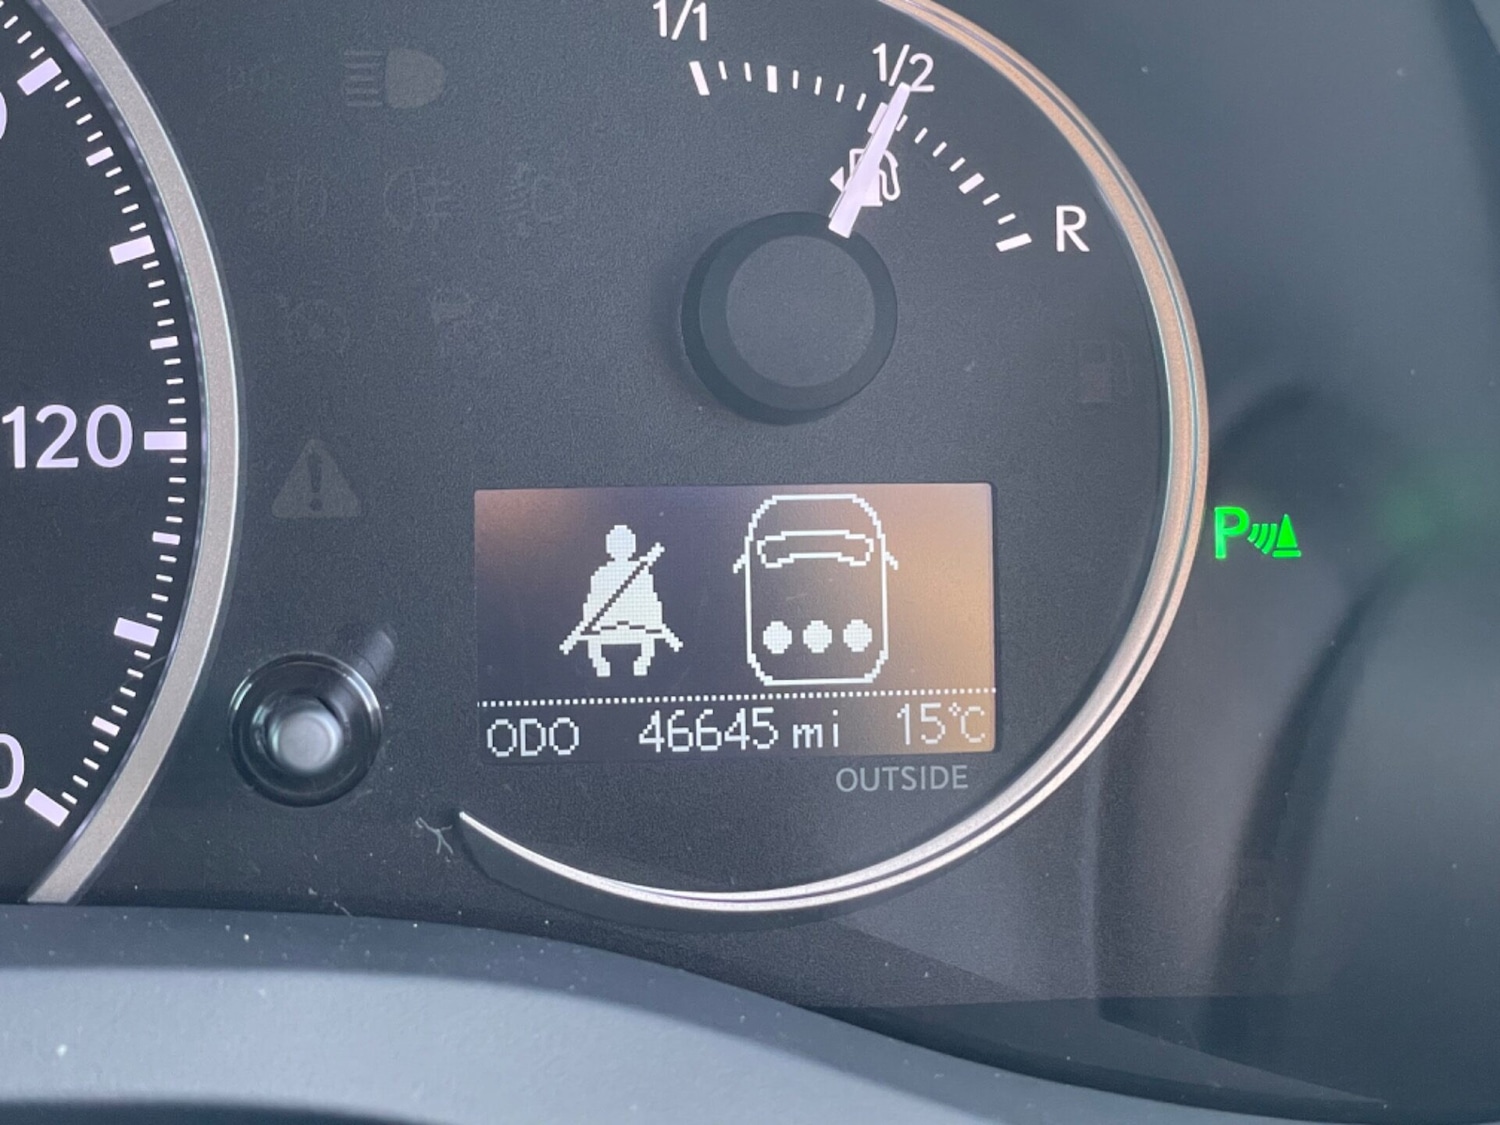 1/1
1/2
R
120
P
ODO 46645 mi 15°C
OUTSIDE